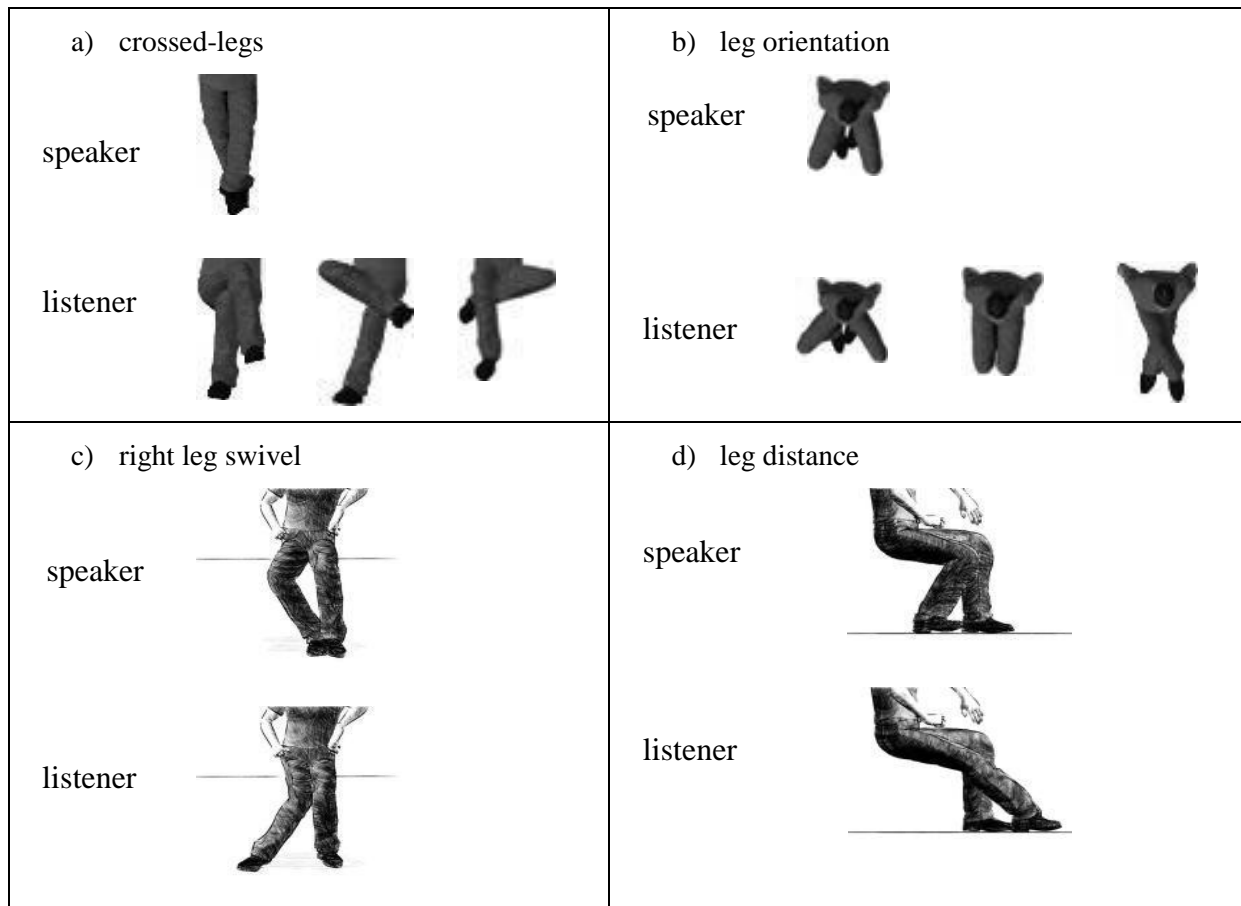 a) crossed-legs
speaker
listener
b) leg orientation
speaker
listener
c) right leg swivel
speaker
listener
d) leg distance
speaker
listener